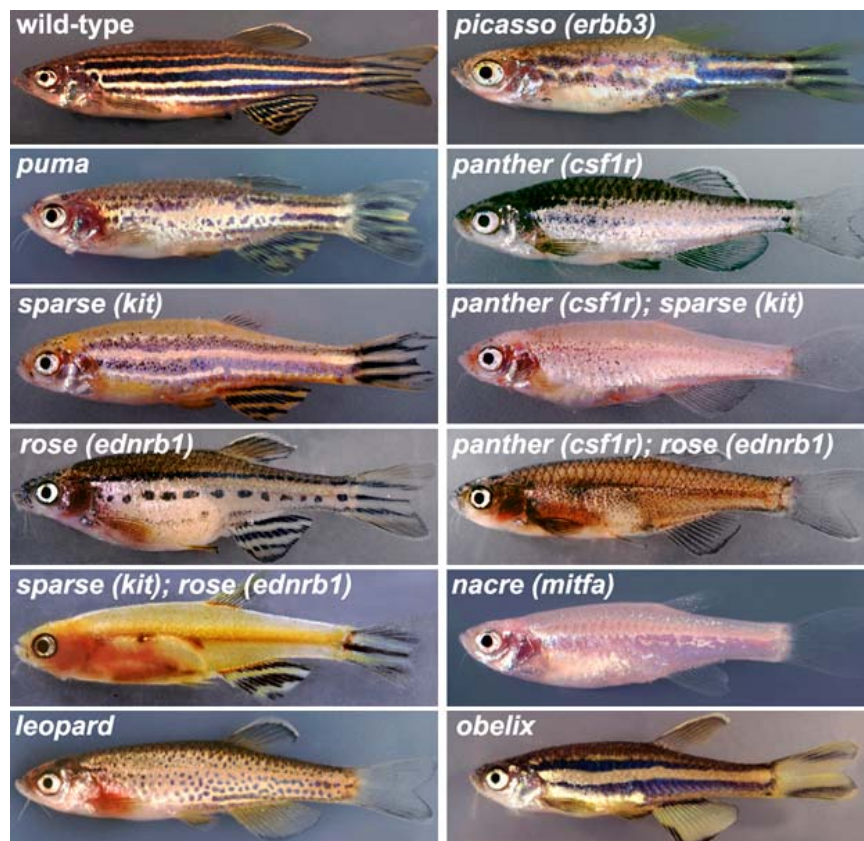 wild-type
picasso (erbb3)
puma
panther (csf1r)
sparse (kit)
panther (csf1r); sparse (kit)
rose (ednrb1)
panther (csf1r); rose (ednrb1)
sparse (kit); rose (ednrb1)
nacre (mitfa)
leopard
obelix